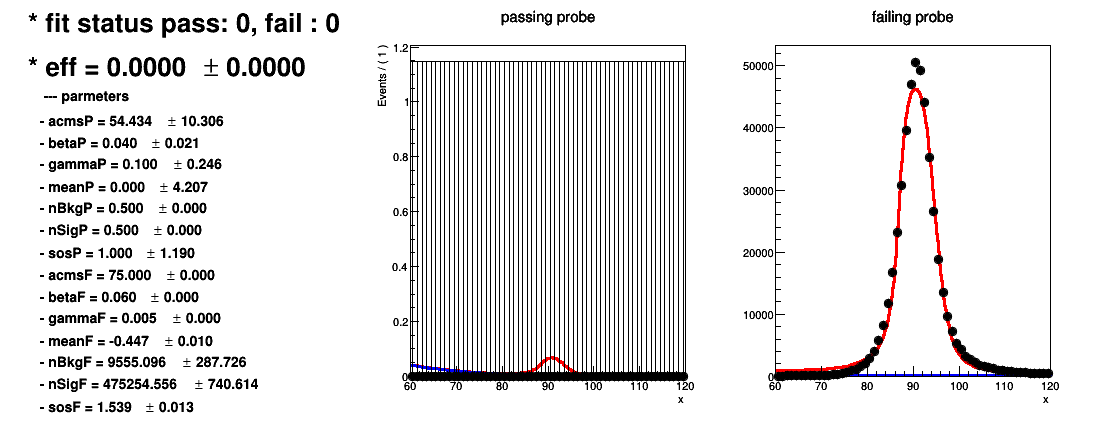 * fit status pass: 0, fail : 0
* eff = 0.0000 ± 0.0000
--- parmeters
- acmsP = 54.434 ± 10.306
- betaP = 0.040 ± 0.021
- gammaP = 0.100 ± 0.246
- meanP = 0.000 ± 4.207
- nBkgP = 0.500 ± 0.000
- nSigP = 0.500 ± 0.000
- sosP = 1.000 ± 1.190
- acmsF = 75.000 ± 0.000
- betaF = 0.060 ± 0.000
- gammaF = 0.005 ± 0.000
- meanF = -0.447 ± 0.010
- nBkgF = 9555.096 ± 287.726
- nSigF = 475254.556 ± 740.614
- sosF = 1.539 ± 0.013
passing probe
Events / ( 1 )
1.2
1
0.8
0.6
0.4
0.2
0
60 70 80 90 100 110 120
x
failing probe
50000
40000
30000
20000
10000
0
60 70 80 90 100 110 120
x